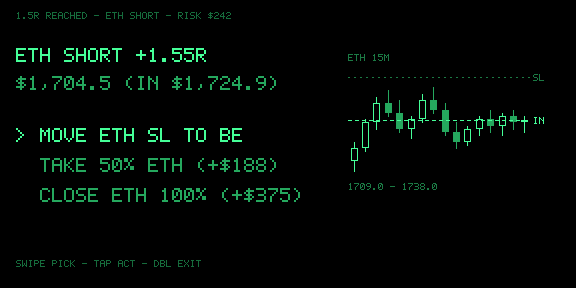 1.5R REACHED - ETH SHORT - RISK $242
ETH SHORT +1.55R
$1,704.5 (IN $1,724.9)
> MOVE ETH SL TO BE
TAKE 50% ETH (+$188)
CLOSE ETH 100% (+$375)
ETH 15M
SL
IN
1709.0 - 1738.0
SWIPE PICK - TAP ACT - DBL EXIT